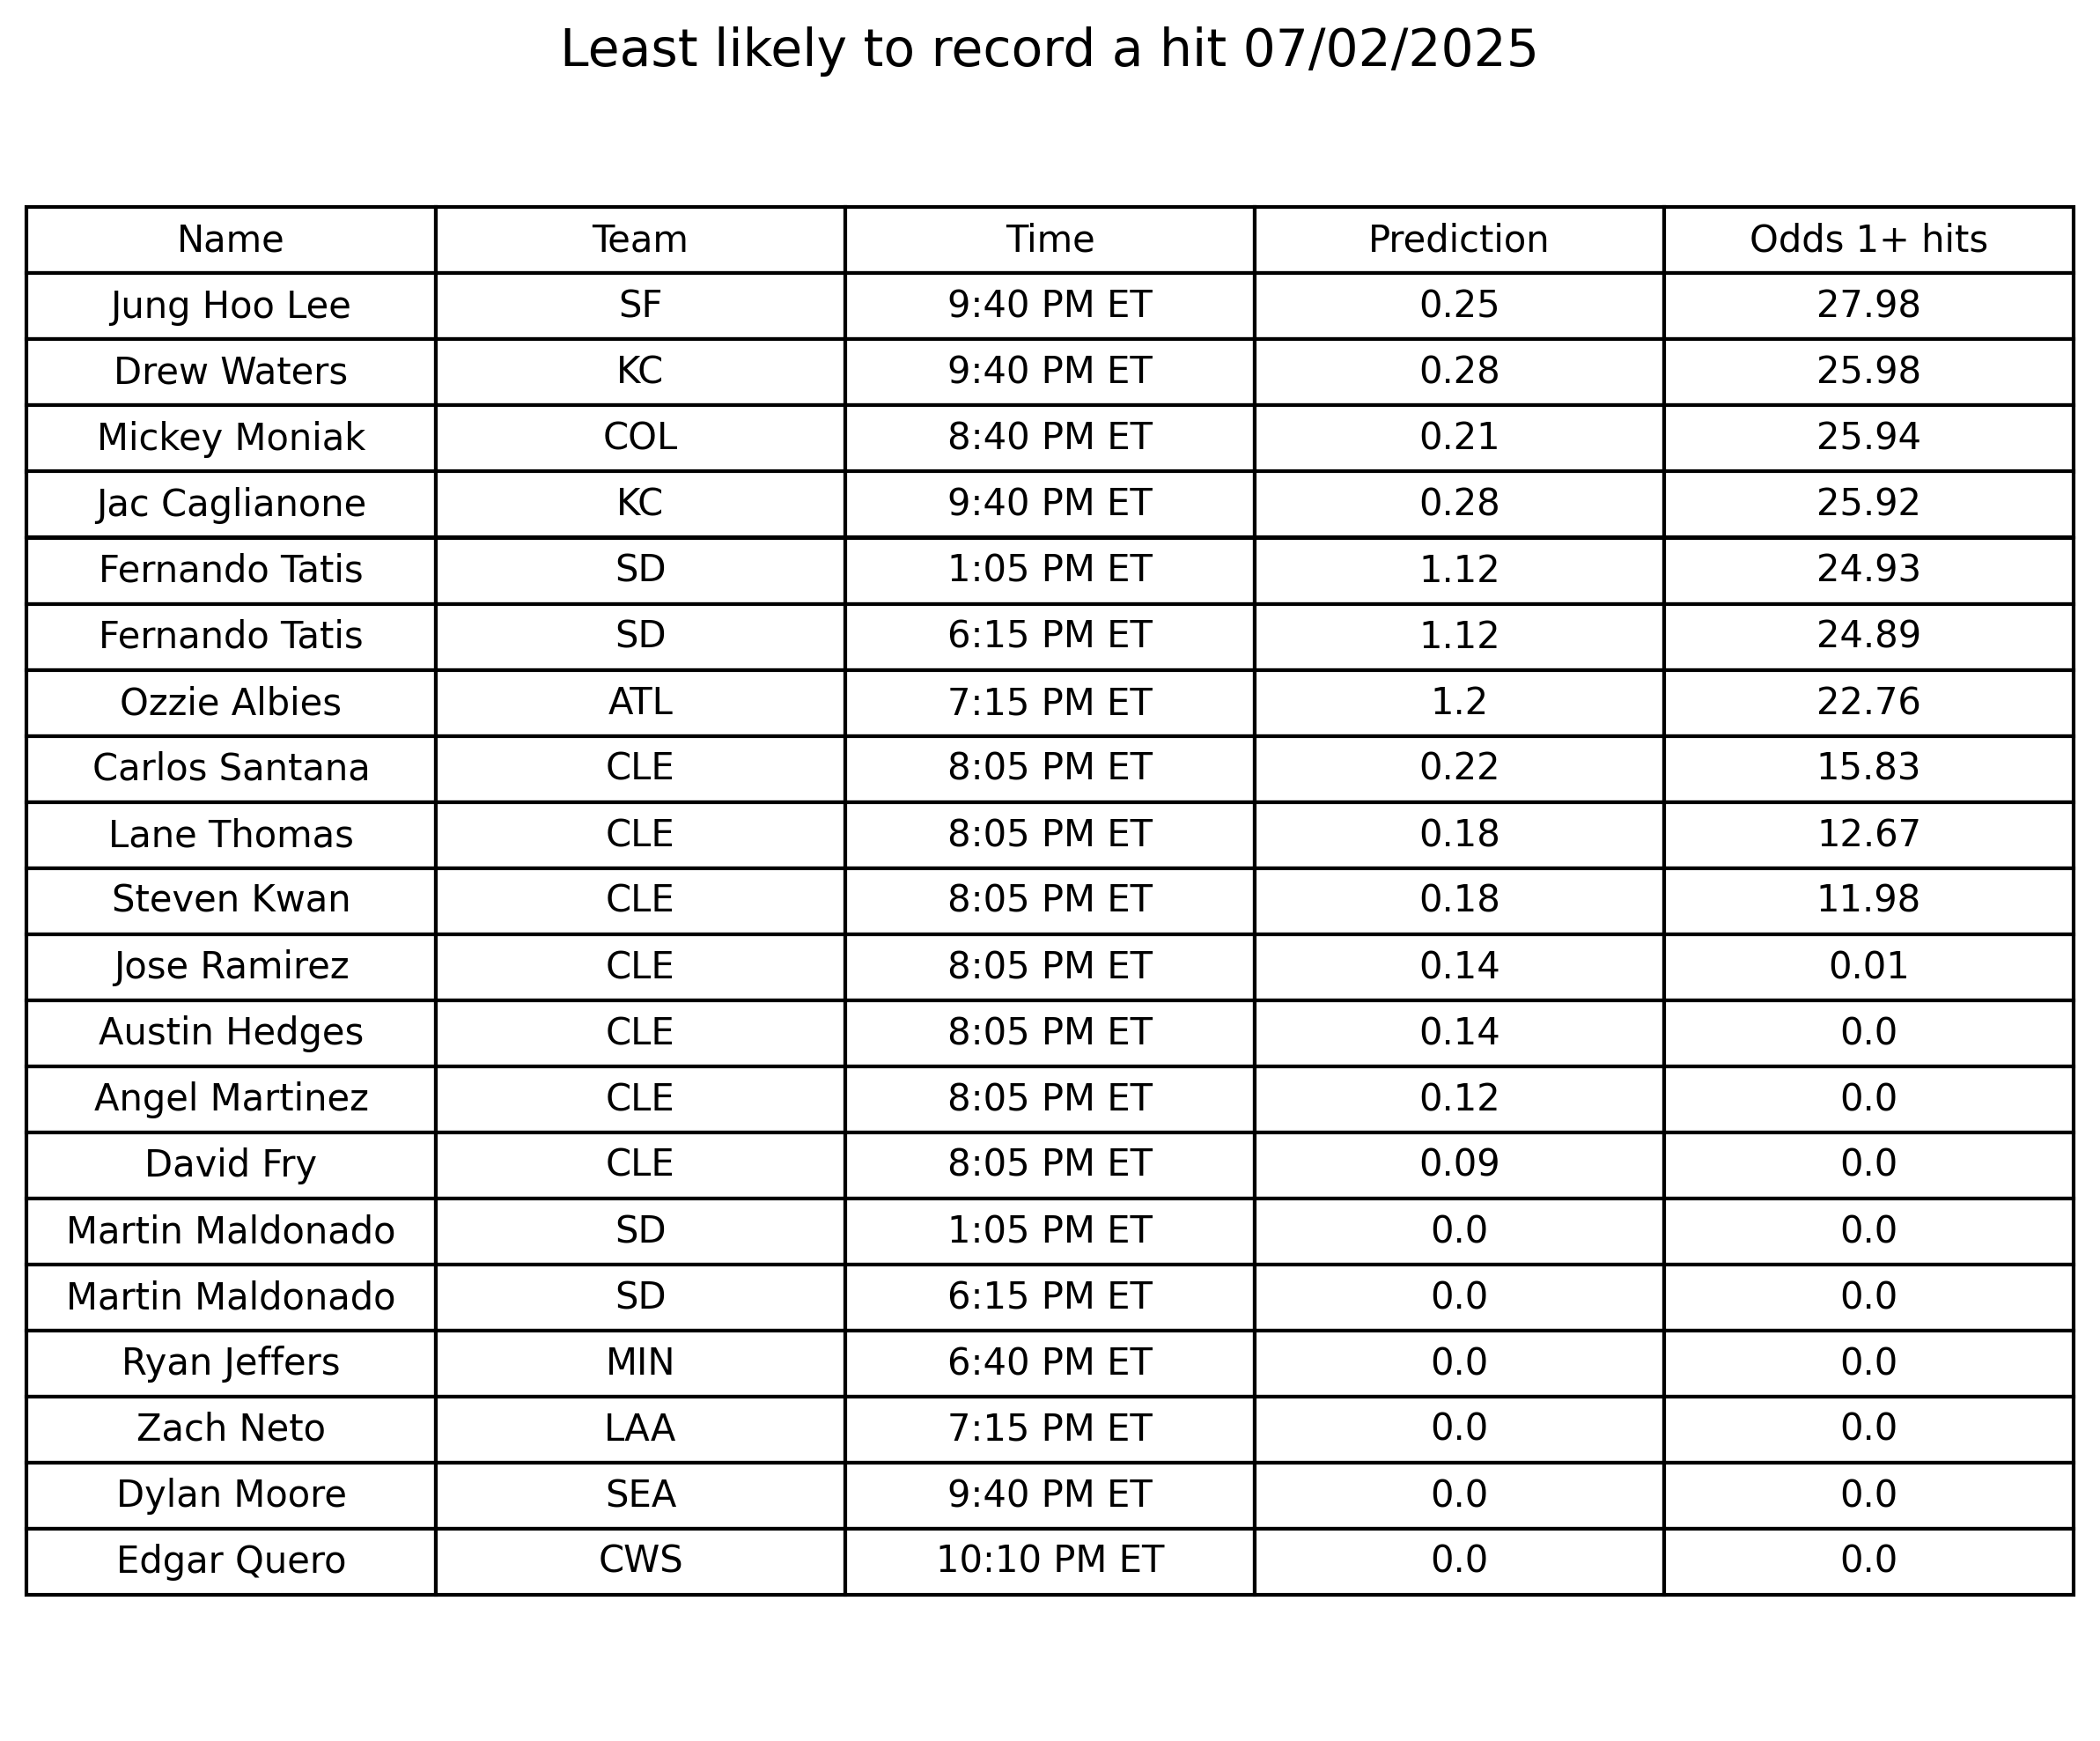 Least likely to record a hit 07/02/2025
Name Team Time Prediction Odds 1+ hits
Jung Hoo Lee SF 9:40 PM ET 0.25 27.98
Drew Waters KC 9:40 PM ET 0.28 25.98
Mickey Moniak COL 8:40 PM ET 0.21 25.94
Jac Caglianone KC 9:40 PM ET 0.28 25.92
Fernando Tatis SD 1:05 PM ET 1.12 24.93
Fernando Tatis SD 6:15 PM ET 1.12 24.89
Ozzie Albies ATL 7:15 PM ET 1.2 22.76
Carlos Santana CLE 8:05 PM ET 0.22 15.83
Lane Thomas CLE 8:05 PM ET 0.18 12.67
Steven Kwan CLE 8:05 PM ET 0.18 11.98
Jose Ramirez CLE 8:05 PM ET 0.14 0.01
Austin Hedges CLE 8:05 PM ET 0.14 0.0
Angel Martinez CLE 8:05 PM ET 0.12 0.0
David Fry CLE 8:05 PM ET 0.09 0.0
Martin Maldonado SD 1:05 PM ET 0.0 0.0
Martin Maldonado SD 6:15 PM ET 0.0 0.0
Ryan Jeffers MIN 6:40 PM ET 0.0 0.0
Zach Neto LAA 7:15 PM ET 0.0 0.0
Dylan Moore SEA 9:40 PM ET 0.0 0.0
Edgar Quero CWS 10:10 PM ET 0.0 0.0